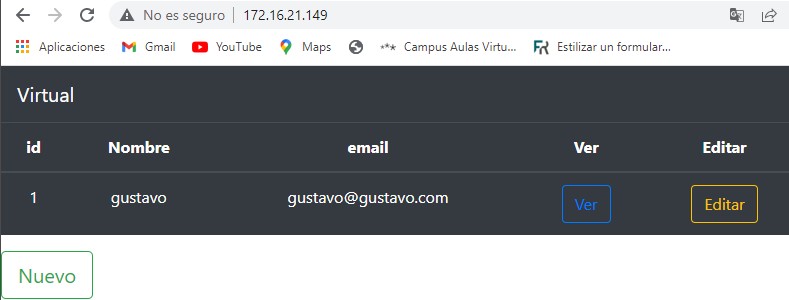 No es seguro 172.16.21.149
Aplicaciones Gmail YouTube Maps Campus Aulas Virtu... Estilizar un formular...
Virtual
id Nombre email Ver Editar
1 gustavo gustavo@gustavo.com Ver Editar
Nuevo